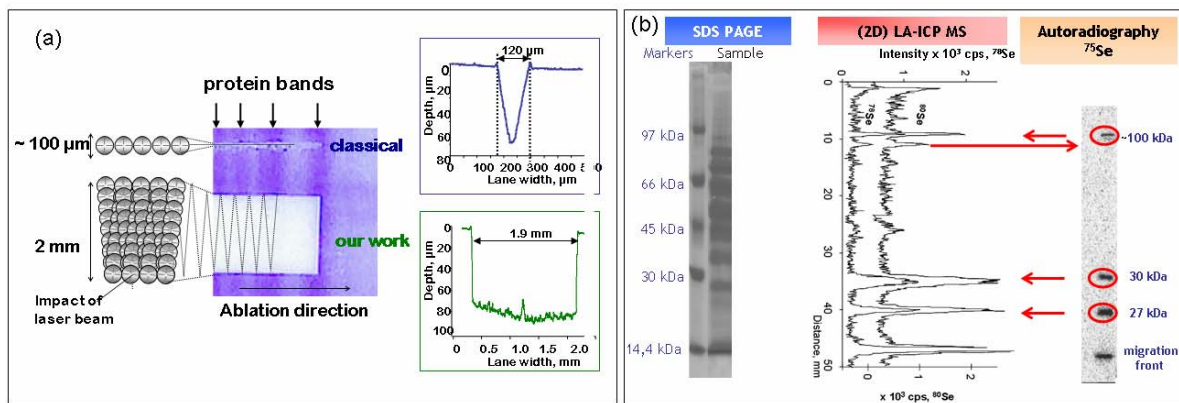 (a)
protein bands
~ 100 µm
classical
2 mm
our work
Impact of
laser beam
Ablation direction
120 µm
Depth, µm
0
20
40
60
80
0 100 200 300 400 500
Lane width, µm
1.9 mm
Depth, µm
0
20
40
60
80
100
0 0.5 1.0 1.5 2.0
Lane width, mm
(b)
SDS PAGE
Markers Sample
97 kDa
66 kDa
45 kDa
30 kDa
14,4 kDa
(2D) LA-ICP MS
Intensity x 10³ cps, ⁷⁸Se
0 1 2
⁷⁸Se
⁸⁰Se
0
10
20
30
40
50
Distance, mm
0 1 2
x 10³ cps, ⁸⁰Se
Autoradiography
⁷⁵Se
~100 kDa
30 kDa
27 kDa
migration
front